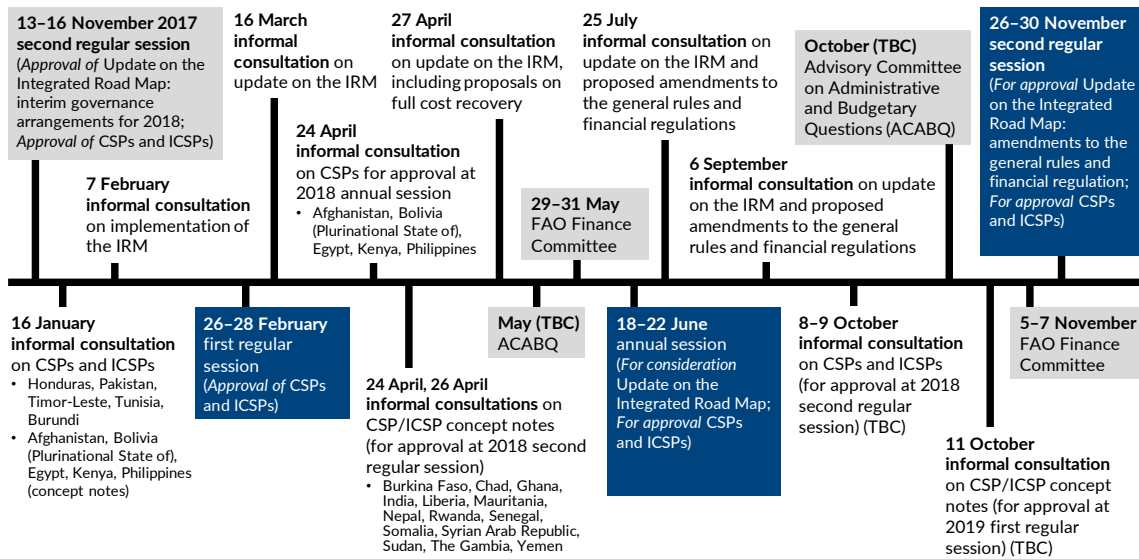 13–16 November 2017
second regular session
(Approval of Update on the
Integrated Road Map:
interim governance
arrangements for 2018;
Approval of CSPs and ICSPs)
7 February
informal consultation
on implementation of
the IRM
16 March
informal
consultation on
update on the IRM
24 April
informal consultation
on CSPs for approval at
2018 annual session
• Afghanistan, Bolivia
(Plurinational State of),
Egypt, Kenya, Philippines
27 April
informal consultation
on update on the IRM,
including proposals on
full cost recovery
29–31 May
FAO Finance
Committee
25 July
informal consultation on
update on the IRM and
proposed amendments to
the general rules and
financial regulations
6 September
informal consultation on update
on the IRM and proposed
amendments to the general
rules and financial regulations
October (TBC)
Advisory Committee
on Administrative
and Budgetary
Questions (ACABQ)
26–30 November
second regular
session
(For approval Update
on the Integrated
Road Map:
amendments to the
general rules and
financial regulation;
For approval CSPs
and ICSPs)
16 January
informal consultation
on CSPs and ICSPs
• Honduras, Pakistan,
Timor-Leste, Tunisia,
Burundi
• Afghanistan, Bolivia
(Plurinational State of),
Egypt, Kenya, Philippines
(concept notes)
26–28 February
first regular
session
(Approval of CSPs
and ICSPs)
24 April, 26 April
informal consultations on
CSP/ICSP concept notes
(for approval at 2018 second
regular session)
• Burkina Faso, Chad, Ghana,
India, Liberia, Mauritania,
Nepal, Rwanda, Senegal,
Somalia, Syrian Arab Republic,
Sudan, The Gambia, Yemen
May (TBC)
ACABQ
18–22 June
annual session
(For consideration
Update on the
Integrated Road Map;
For approval CSPs
and ICSPs)
8–9 October
informal consultation
on CSPs and ICSPs
(for approval at 2018
second regular
session) (TBC)
11 October
informal consultation
on CSP/ICSP concept
notes (for approval at
2019 first regular
session) (TBC)
5–7 November
FAO Finance
Committee